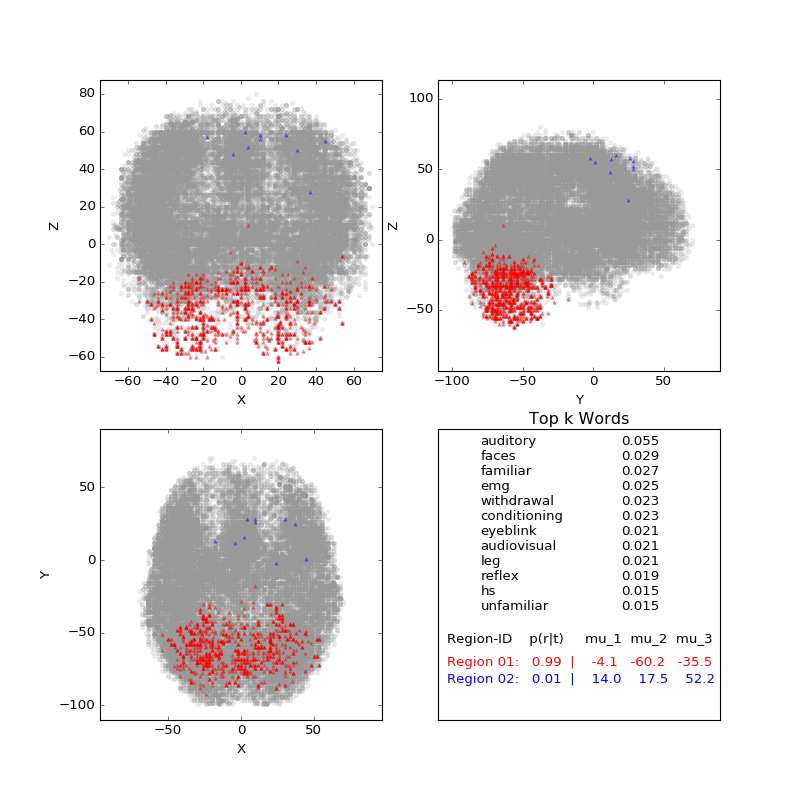 80
60
40
20
0
−20
−40
−60
Z
−60 −40 −20 0 20 40 60
X
100
50
0
−50
Z
−100 −50 0 50
Y
50
0
−50
−100
Y
−50 0 50
X
Top k Words
auditory 0.055
faces 0.029
familiar 0.027
emg 0.025
withdrawal 0.023
conditioning 0.023
eyeblink 0.021
audiovisual 0.021
leg 0.021
reflex 0.019
hs 0.015
unfamiliar 0.015
Region-ID p(r|t) mu_1 mu_2 mu_3
Region 01: 0.99 | -4.1 -60.2 -35.5
Region 02: 0.01 | 14.0 17.5 52.2